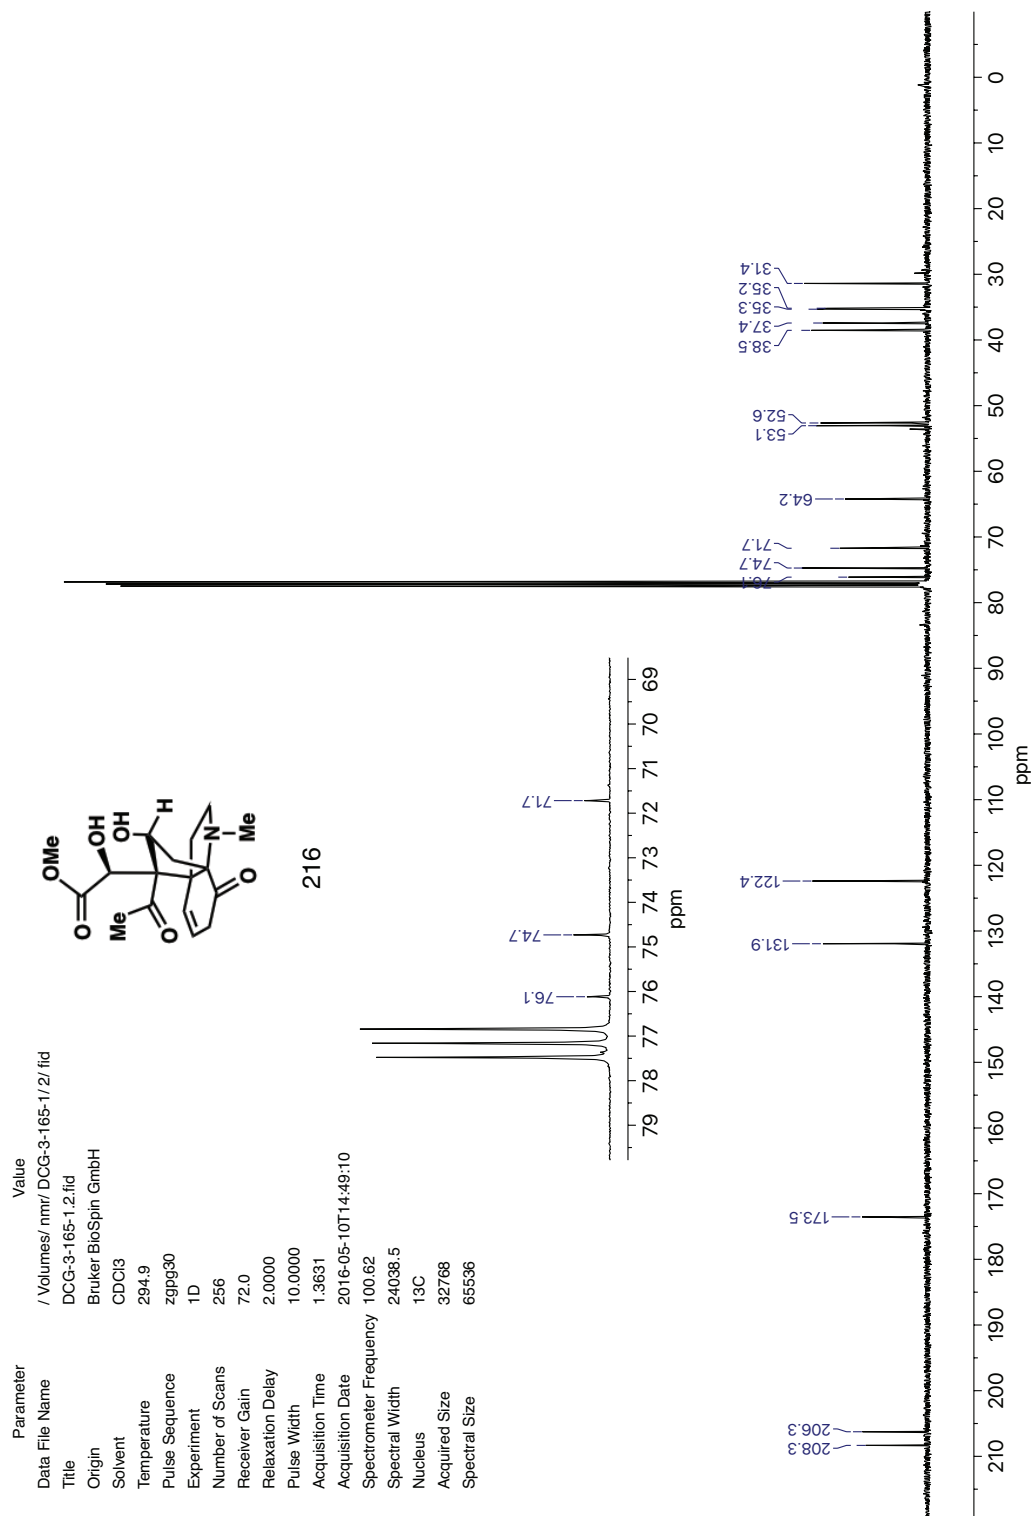 Parameter Value
Data File Name / Volumes/ nmr/ DCG-3-165-1/ 2/ fid
Title DCG-3-165-1.2.fid
Origin Bruker BioSpin GmbH
Solvent CDCl3
Temperature 294.9
Pulse Sequence zgpg30
Experiment 1D
Number of Scans 256
Receiver Gain 72.0
Relaxation Delay 2.0000
Pulse Width 10.0000
Acquisition Time 1.3631
Acquisition Date 2016-05-10T14:49:10
Spectrometer Frequency 100.62
Spectral Width 24038.5
Nucleus 13C
Acquired Size 32768
Spectral Size 65536
OMe
O
OH
OH
H
Me
O
N
Me
O
216
76.1
74.7
71.7
79 78 77 76 75 74 73 72 71 70 69
ppm
208.3
206.3
173.5
131.9
122.4
76.1
74.7
71.7
64.2
53.1
52.6
38.5
37.4
35.3
35.2
31.4
210 200 190 180 170 160 150 140 130 120 110 100 90 80 70 60 50 40 30 20 10 0
ppm